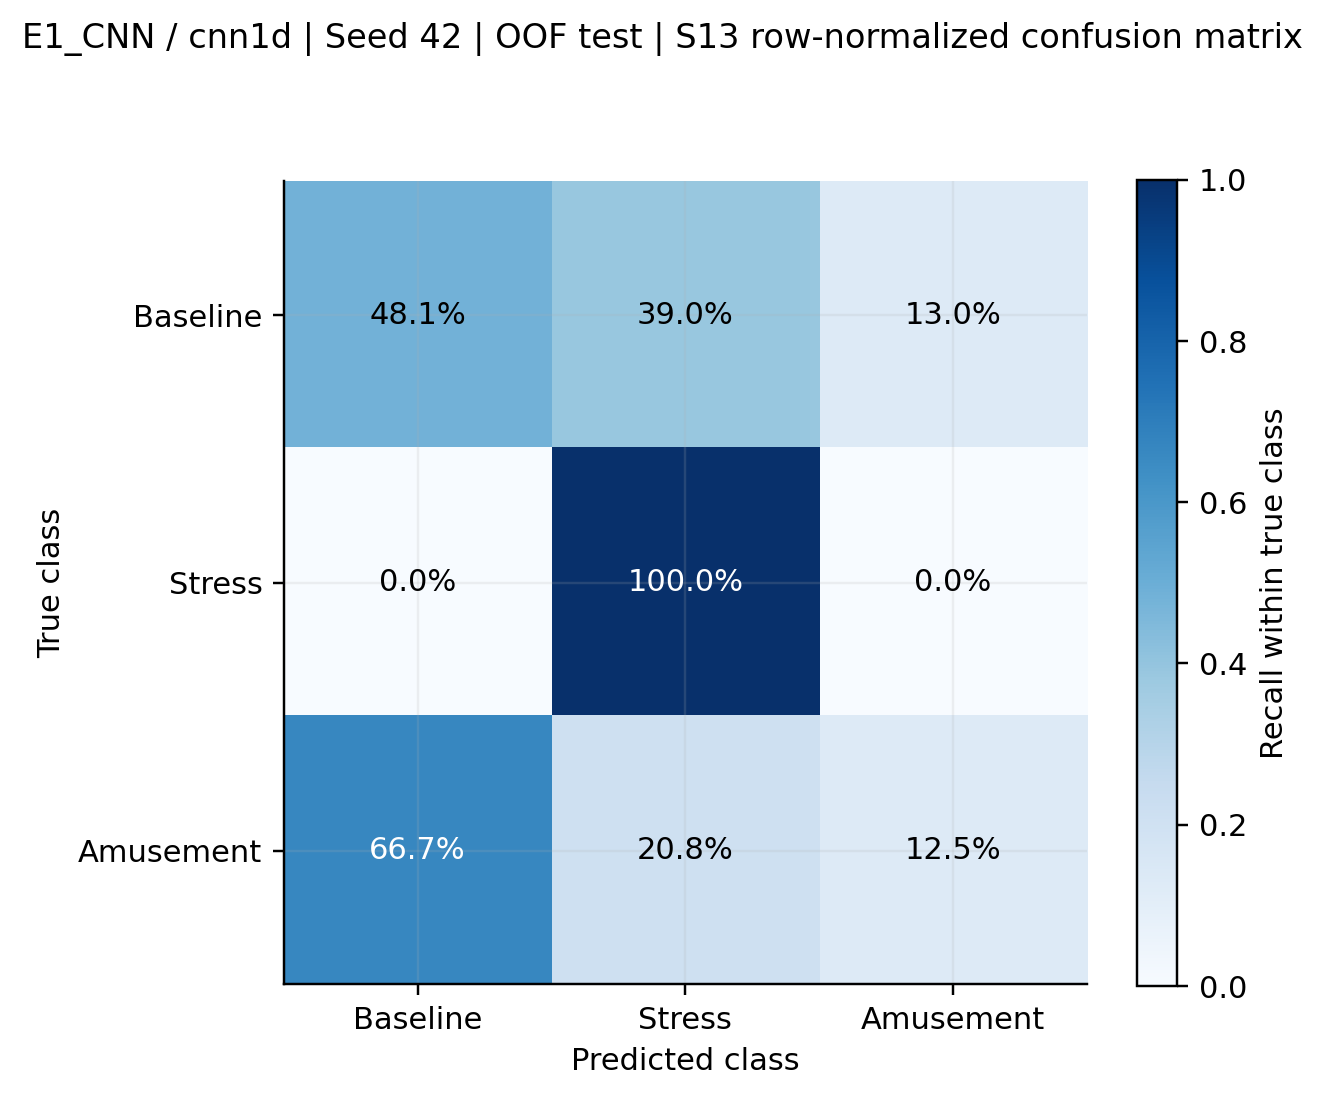 E1_CNN / cnn1d | Seed 42 | OOF test | S13 row-normalized confusion matrix
Baseline 48.1% 39.0% 13.0%
Stress 0.0% 100.0% 0.0%
Amusement 66.7% 20.8% 12.5%
Baseline Stress Amusement
Predicted class
True class
1.0
0.8
0.6
0.4
0.2
0.0
Recall within true class